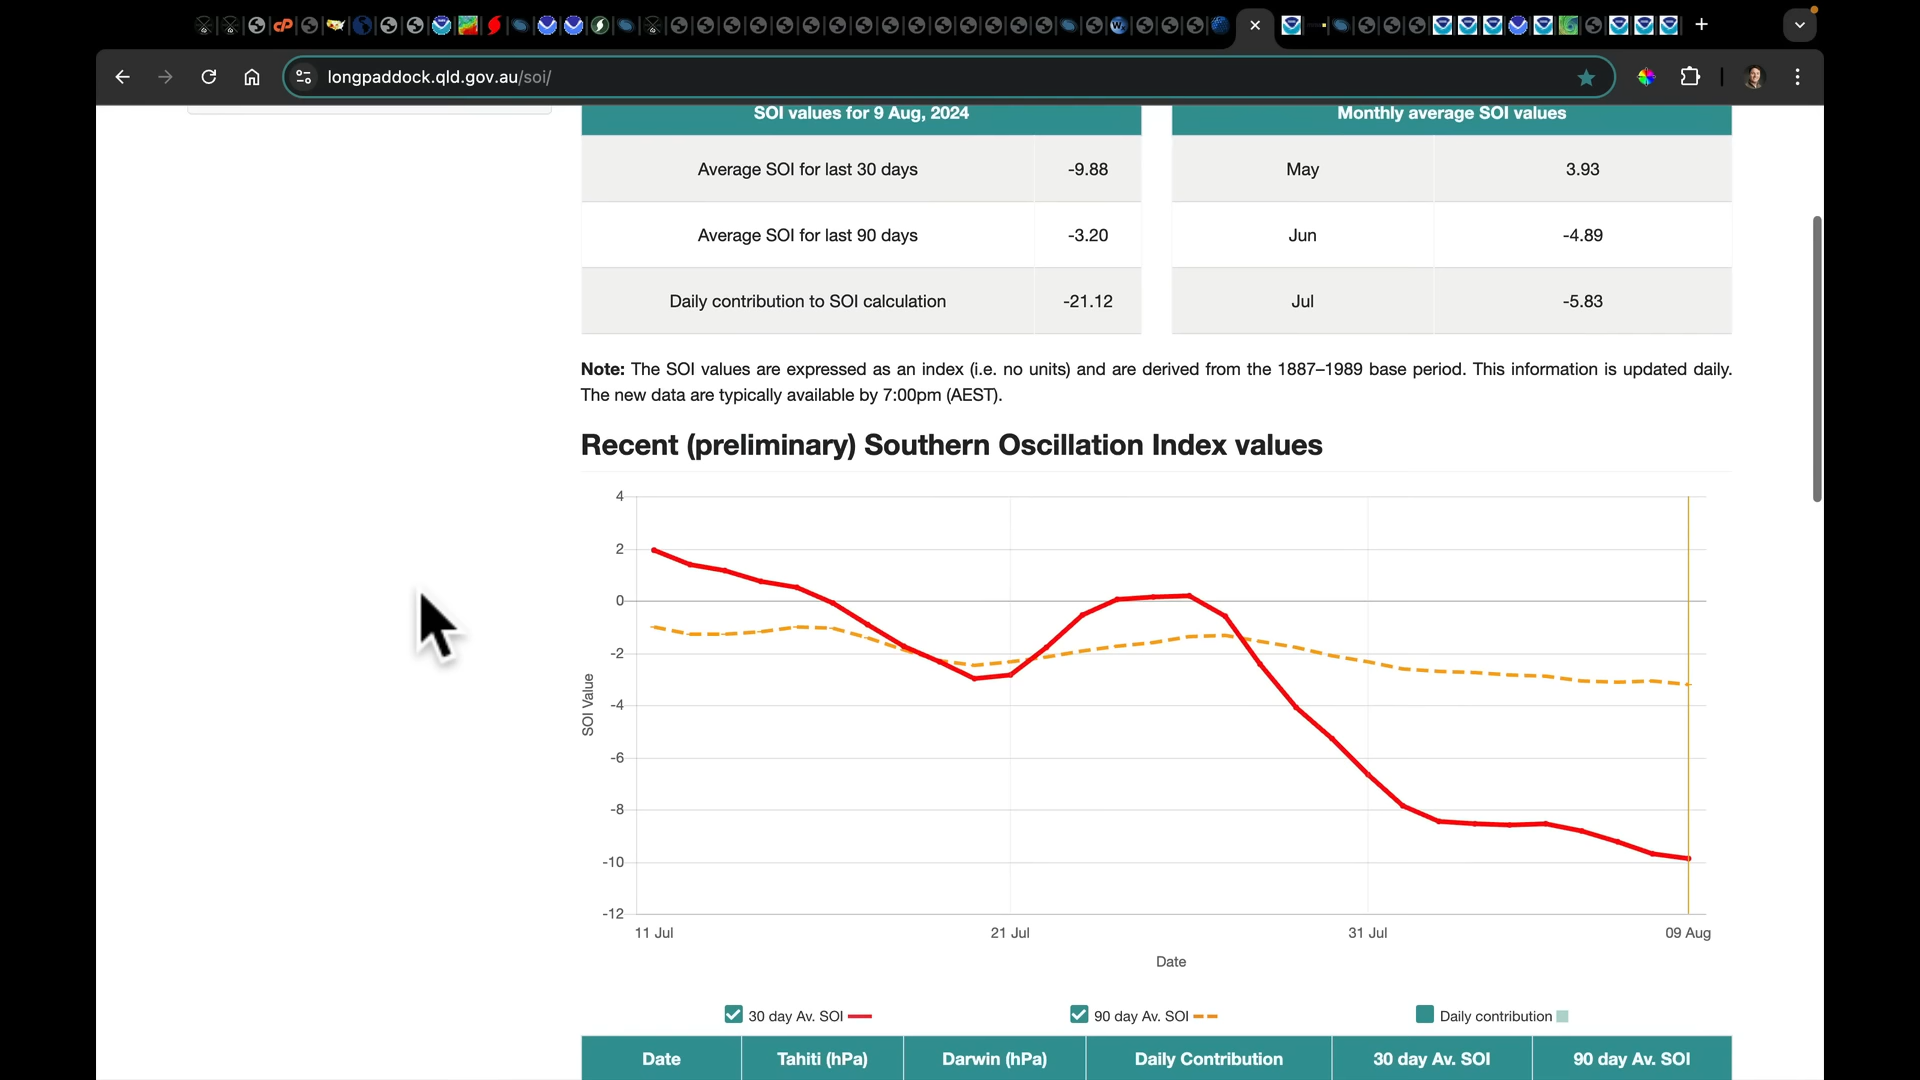 longpaddock.qld.gov.au/soi/
SOI values for 9 Aug, 2024
Average SOI for last 30 days -9.88
Average SOI for last 90 days -3.20
Daily contribution to SOI calculation -21.12
Monthly average SOI values
May 3.93
Jun -4.89
Jul -5.83
Note: The SOI values are expressed as an index (i.e. no units) and are derived from the 1887–1989 base period. This information is updated daily.
The new data are typically available by 7:00pm (AEST).
Recent (preliminary) Southern Oscillation Index values
4
2
0
-2
-4
-6
-8
-10
-12
SOI Value
11 Jul 21 Jul 31 Jul 09 Aug
Date
30 day Av. SOI 90 day Av. SOI Daily contribution
Date Tahiti (hPa) Darwin (hPa) Daily Contribution 30 day Av. SOI 90 day Av. SOI